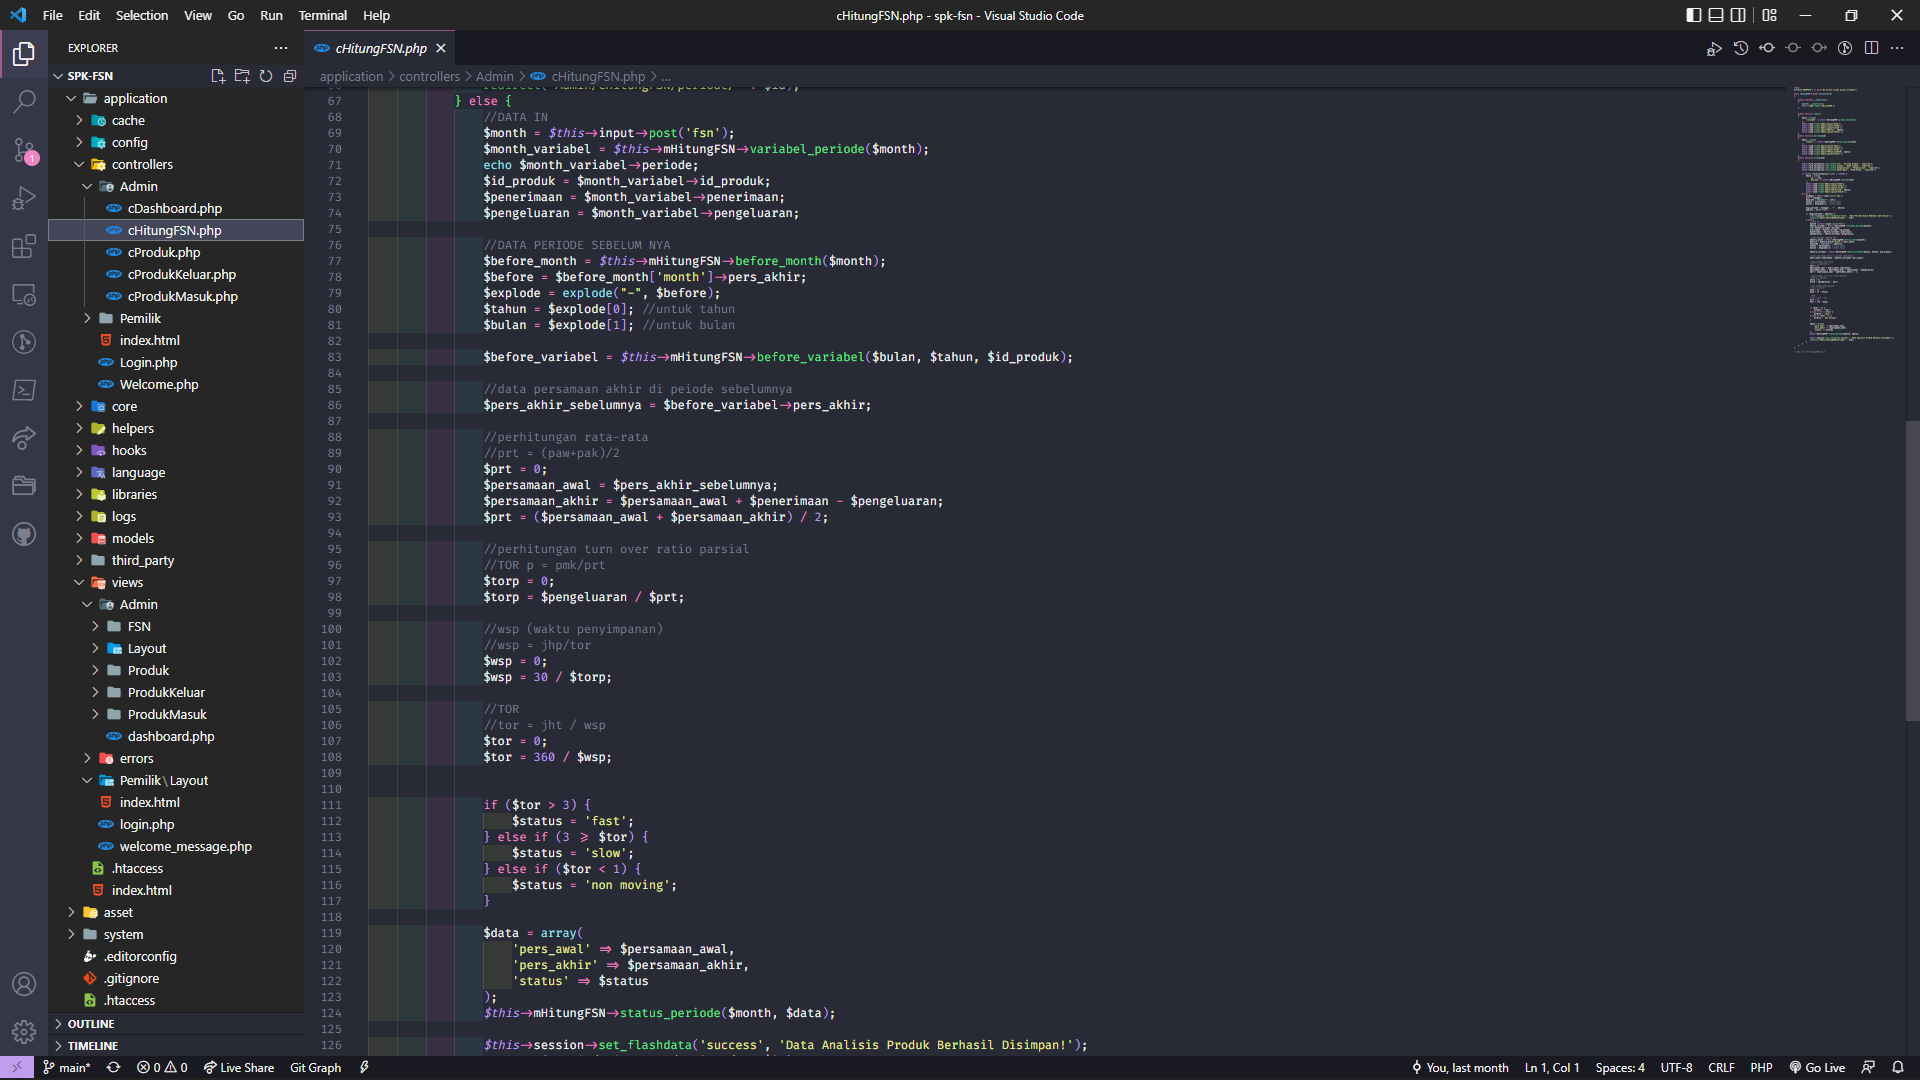 File Edit Selection View Go Run Terminal Help
cHitungFSN.php - spk-fsn - Visual Studio Code
EXPLORER
SPK-FSN
application
cache
config
controllers
Admin
cDashboard.php
cHitungFSN.php
cProduk.php
cProdukKeluar.php
cProdukMasuk.php
Pemilik
index.html
Login.php
Welcome.php
core
helpers
hooks
language
libraries
logs
models
third_party
views
Admin
FSN
Layout
Produk
ProdukKeluar
ProdukMasuk
dashboard.php
errors
Pemilik\Layout
index.html
login.php
welcome_message.php
.htaccess
index.html
asset
system
.editorconfig
.gitignore
.htaccess
OUTLINE
TIMELINE
1
cHitungFSN.php
application > controllers > Admin > cHitungFSN.php > ...
67 } else {
68 //DATA IN
69 $month = $this->input->post('fsn');
70 $month_variabel = $this->mHitungFSN->variabel_periode($month);
71 echo $month_variabel->periode;
72 $id_produk = $month_variabel->id_produk;
73 $penerimaan = $month_variabel->penerimaan;
74 $pengeluaran = $month_variabel->pengeluaran;
75
76 //DATA PERIODE SEBELUM NYA
77 $before_month = $this->mHitungFSN->before_month($month);
78 $before = $before_month['month']->pers_akhir;
79 $explode = explode("-", $before);
80 $tahun = $explode[0]; //untuk tahun
81 $bulan = $explode[1]; //untuk bulan
82
83 $before_variabel = $this->mHitungFSN->before_variabel($bulan, $tahun, $id_produk);
84
85 //data persamaan akhir di peiode sebelumnya
86 $pers_akhir_sebelumnya = $before_variabel->pers_akhir;
87
88 //perhitungan rata-rata
89 //prt = (paw+pak)/2
90 $prt = 0;
91 $persamaan_awal = $pers_akhir_sebelumnya;
92 $persamaan_akhir = $persamaan_awal + $penerimaan - $pengeluaran;
93 $prt = ($persamaan_awal + $persamaan_akhir) / 2;
94
95 //perhitungan turn over ratio parsial
96 //TOR p = pmk/prt
97 $torp = 0;
98 $torp = $pengeluaran / $prt;
99
100 //wsp (waktu penyimpanan)
101 //wsp = jhp/tor
102 $wsp = 0;
103 $wsp = 30 / $torp;
104
105 //TOR
106 //tor = jht / wsp
107 $tor = 0;
108 $tor = 360 / $wsp;
109
110
111 if ($tor > 3) {
112 $status = 'fast';
113 } else if (3 >= $tor) {
114 $status = 'slow';
115 } else if ($tor < 1) {
116 $status = 'non moving';
117 }
118
119 $data = array(
120 'pers_awal' => $persamaan_awal,
121 'pers_akhir' => $persamaan_akhir,
122 'status' => $status
123 );
124 $this->mHitungFSN->status_periode($month, $data);
125
126 $this->session->set_flashdata('success', 'Data Analisis Produk Berhasil Disimpan!');
main* 0 0 Live Share Git Graph
You, last month Ln 1, Col 1 Spaces: 4 UTF-8 CRLF PHP Go Live